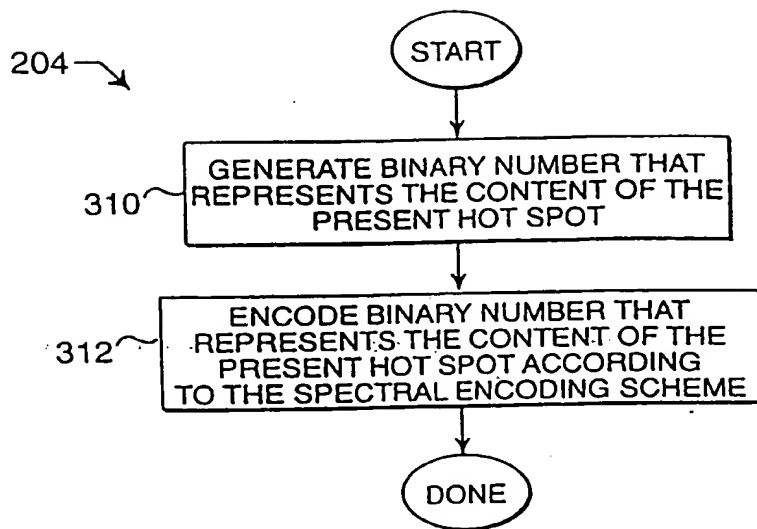 204
START
310
GENERATE BINARY NUMBER THAT
REPRESENTS THE CONTENT OF THE
PRESENT HOT SPOT
312
ENCODE BINARY NUMBER THAT
REPRESENTS THE CONTENT OF THE
PRESENT HOT SPOT ACCORDING
TO THE SPECTRAL ENCODING SCHEME
DONE